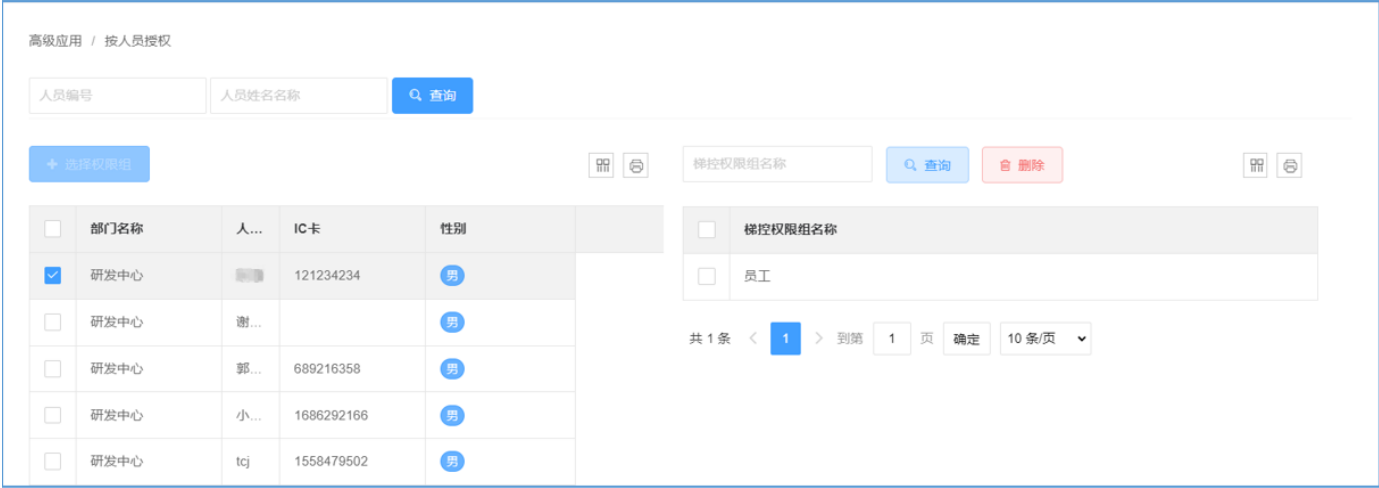 高级应用 / 按人员授权
人员编号 人员姓名名称 查询
选择权限组
部门名称 人... IC卡 性别
研发中心 121234234 男
研发中心 谢... 男
研发中心 郭... 689216358 男
研发中心 小... 1686292166 男
研发中心 tcj 1558479502 男
梯控权限组名称 查询 删除
梯控权限组名称
员工
共 1 条 < 1 > 到第 1 页 确定 10 条/页